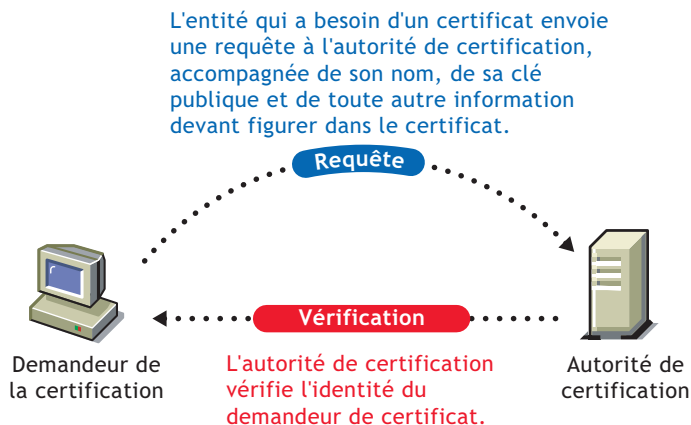 L'entité qui a besoin d'un certificat envoie
une requête à l'autorité de certification,
accompagnée de son nom, de sa clé
publique et de toute autre information
devant figurer dans le certificat.
Requête
Vérification
Demandeur de
la certification
L'autorité de certification
vérifie l'identité du
demandeur de certificat.
Autorité de
certification